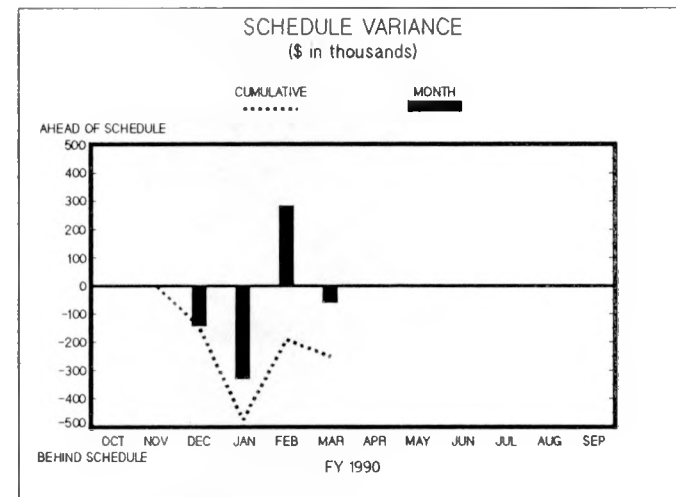 SCHEDULE VARIANCE
($ in thousands)
CUMULATIVE MONTH
AHEAD OF SCHEDULE
500
400
300
200
100
0
-100
-200
-300
-400
-500
OCT NOV DEC JAN FEB MAR APR MAY JUN JUL AUG SEP
BEHIND SCHEDULE
FY 1990